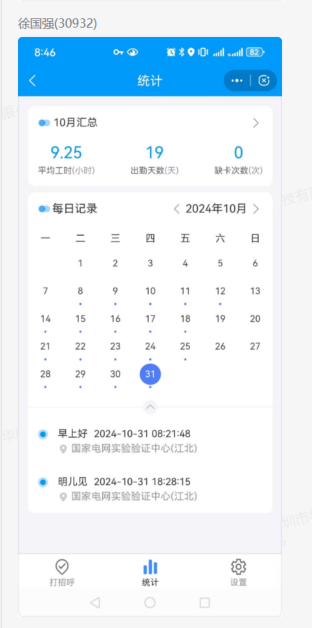 徐国强(30932)
8:46 82
统计
10月汇总
9.25 19 0
平均工时(小时) 出勤天数(天) 缺卡次数(次)
每日记录 2024年10月
一 二 三 四 五 六 日
1 2 3 4 5 6
7 8 9 10 11 12 13
14 15 16 17 18 19 20
21 22 23 24 25 26 27
28 29 30 31
早上好 2024-10-31 08:21:48
国家电网实验验证中心(江北)
明儿见 2024-10-31 18:28:15
国家电网实验验证中心(江北)
打招呼 统计 设置